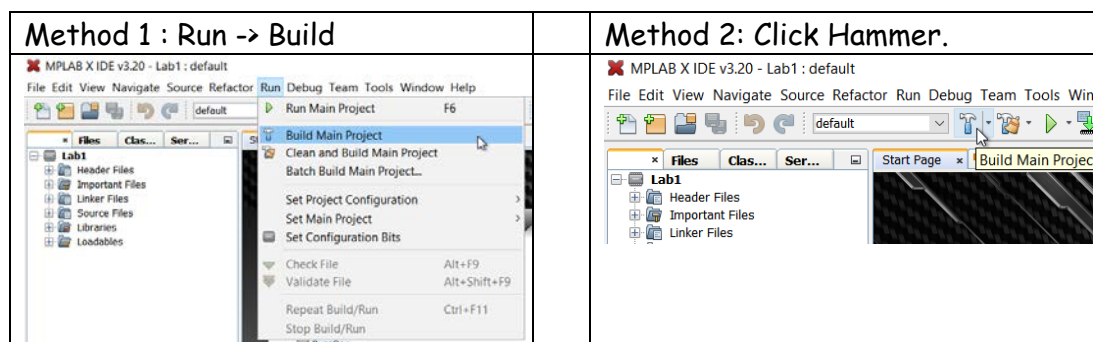 Method 1 : Run -> Build
MPLAB X IDE v3.20 - Lab1 : default
File Edit View Navigate Source Refactor Run Debug Team Tools Window Help
default
Run Main Project F6
Files Clas... Ser...
Build Main Project
Lab1
Clean and Build Main Project
Header Files
Batch Build Main Project...
Important Files
Linker Files
Set Project Configuration
Source Files
Set Main Project
Libraries
Set Configuration Bits
Loadables
Check File Alt+F9
Validate File Alt+Shift+F9
Repeat Build/Run Ctrl+F11
Stop Build/Run
Method 2: Click Hammer.
MPLAB X IDE v3.20 - Lab1 : default
File Edit View Navigate Source Refactor Run Debug Team Tools Win
default
Files Clas... Ser... Start Page Build Main Projec
Lab1
Header Files
Important Files
Linker Files